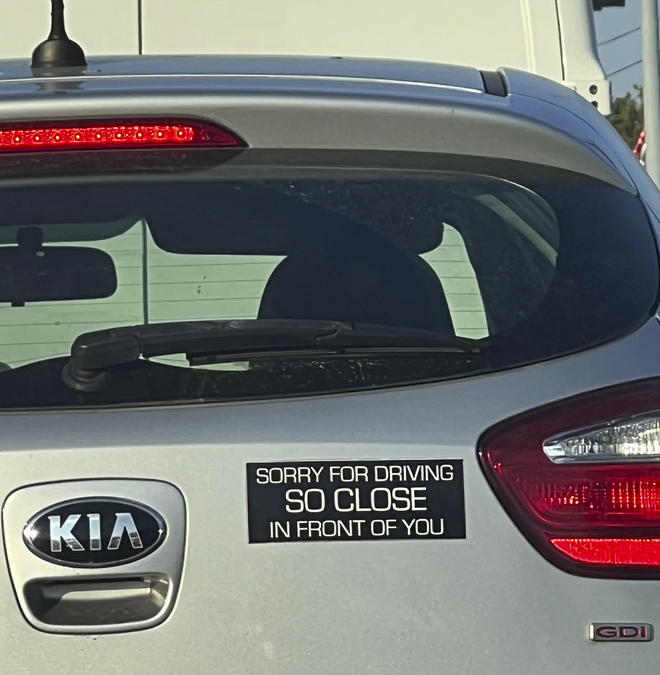 SORRY FOR DRIVING
SO CLOSE
IN FRONT OF YOU
KIA
GDI